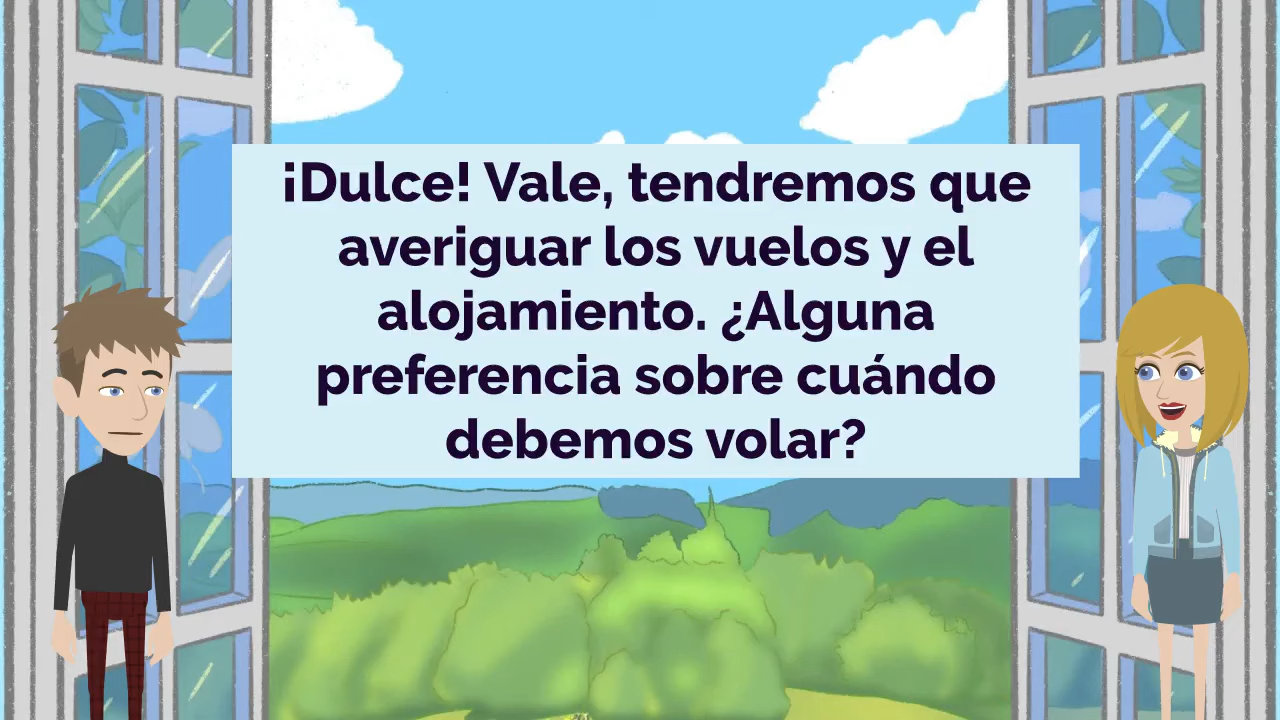 ¡Dulce! Vale, tendremos que
averiguar los vuelos y el
alojamiento. ¿Alguna
preferencia sobre cuándo
debemos volar?